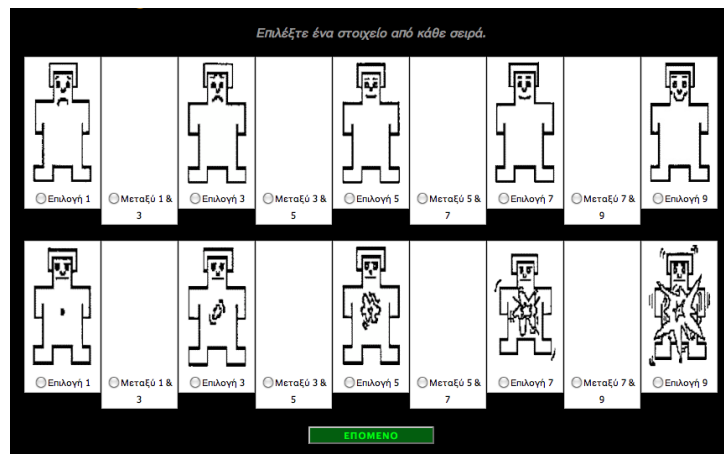 Επιλέξτε ένα στοιχείο από κάθε σειρά.
Επιλογή 1 Μεταξύ 1 & 3 Επιλογή 3 Μεταξύ 3 & 5 Επιλογή 5 Μεταξύ 5 & 7 Επιλογή 7 Μεταξύ 7 & 9 Επιλογή 9
Επιλογή 1 Μεταξύ 1 & 3 Επιλογή 3 Μεταξύ 3 & 5 Επιλογή 5 Μεταξύ 5 & 7 Επιλογή 7 Μεταξύ 7 & 9 Επιλογή 9
ΕΠΟΜΕΝΟ